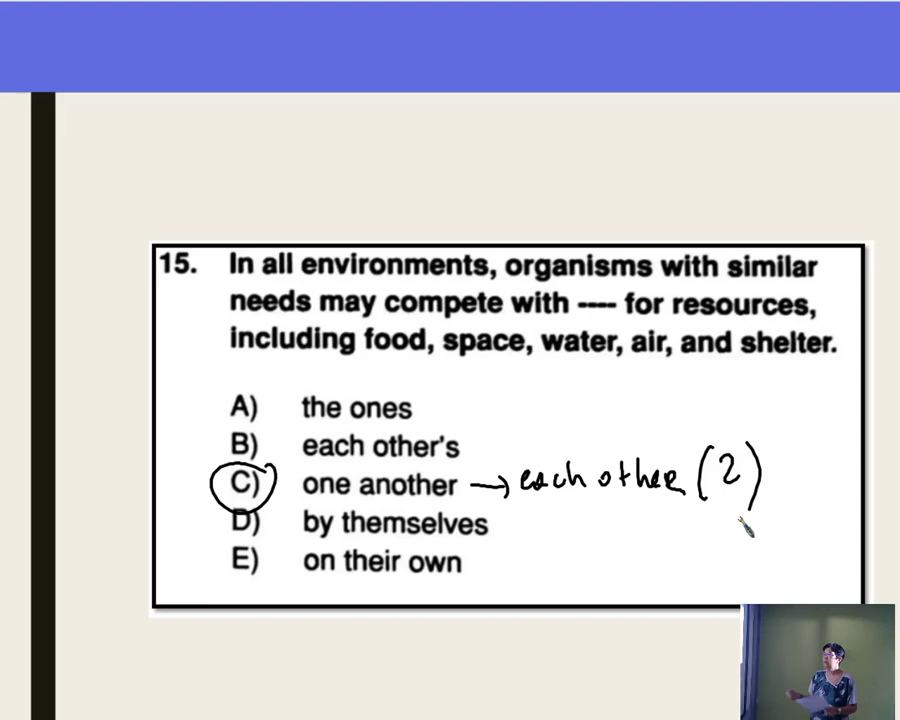 15. In all environments, organisms with similar
needs may compete with ---- for resources,
including food, space, water, air, and shelter.
A) the ones
B) each other's
C) one another → each other (2)
D) by themselves
E) on their own